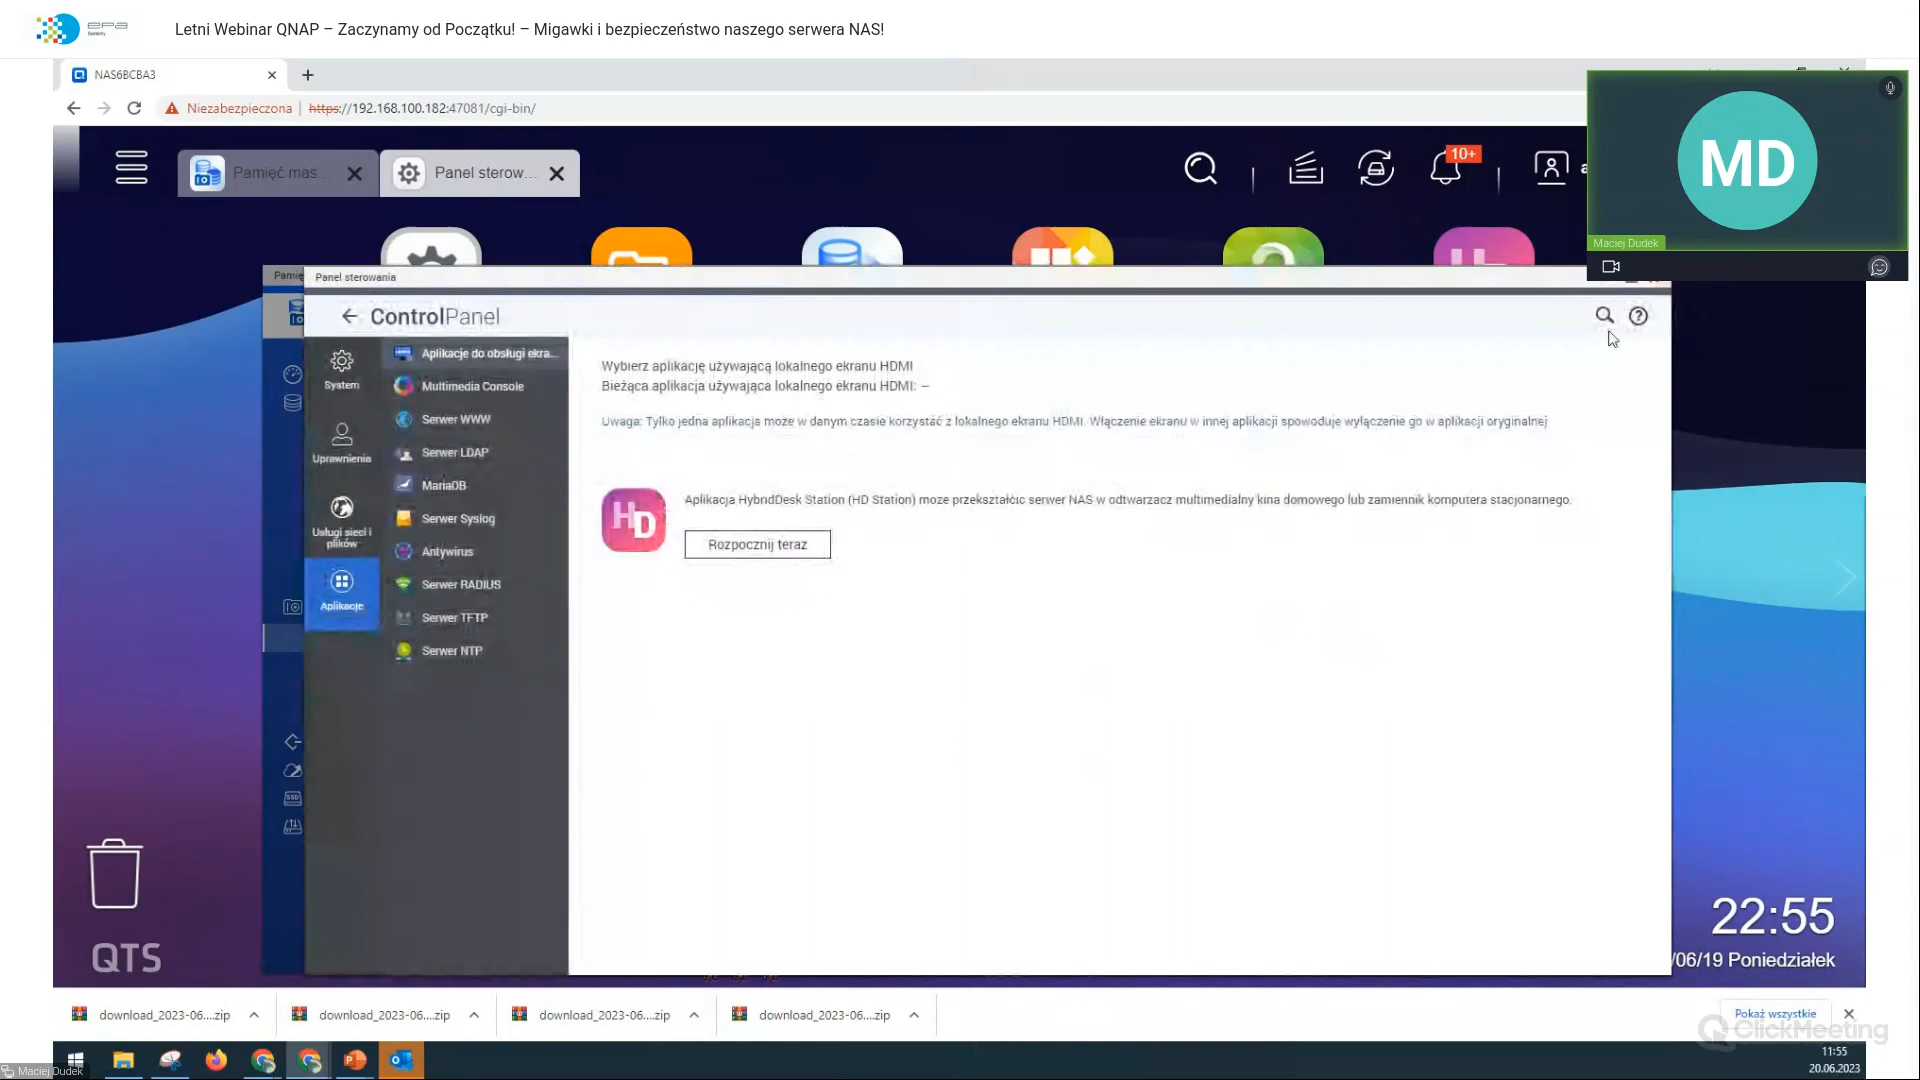 epa
Systemy
Letni Webinar QNAP – Zaczynamy od Początku! – Migawki i bezpieczeństwo naszego serwera NAS!
NAS6BCBA3
Niezabezpieczona
https://192.168.100.182:47081/cgi-bin/
Pamięć mas...
Panel sterow...
10+
a
MD
Maciej Dudek
Pamię
Panel sterowania
ControlPanel
System
Uprawnienia
Usługi sieci i
plików
Aplikacje
Aplikacje do obsługi ekra...
Multimedia Console
Serwer WWW
Serwer LDAP
MariaDB
Serwer Syslog
Antywirus
Serwer RADIUS
Serwer TFTP
Serwer NTP
Wybierz aplikację używającą lokalnego ekranu HDMI
Bieżąca aplikacja używająca lokalnego ekranu HDMI: --
Uwaga: Tylko jedna aplikacja może w danym czasie korzystać z lokalnego ekranu HDMI. Włączenie ekranu w innej aplikacji spowoduje wyłączenie go w aplikacji oryginalnej
HD
Aplikacja HybridDesk Station (HD Station) może przekształcić serwer NAS w odtwarzacz multimedialny kina domowego lub zamiennik komputera stacjonarnego.
Rozpocznij teraz
QTS
22:55
/06/19 Poniedziałek
download_2023-06....zip
download_2023-06....zip
download_2023-06....zip
download_2023-06....zip
Pokaż wszystkie
ClickMeeting
Maciej Dudek
11:55
20.06.2023